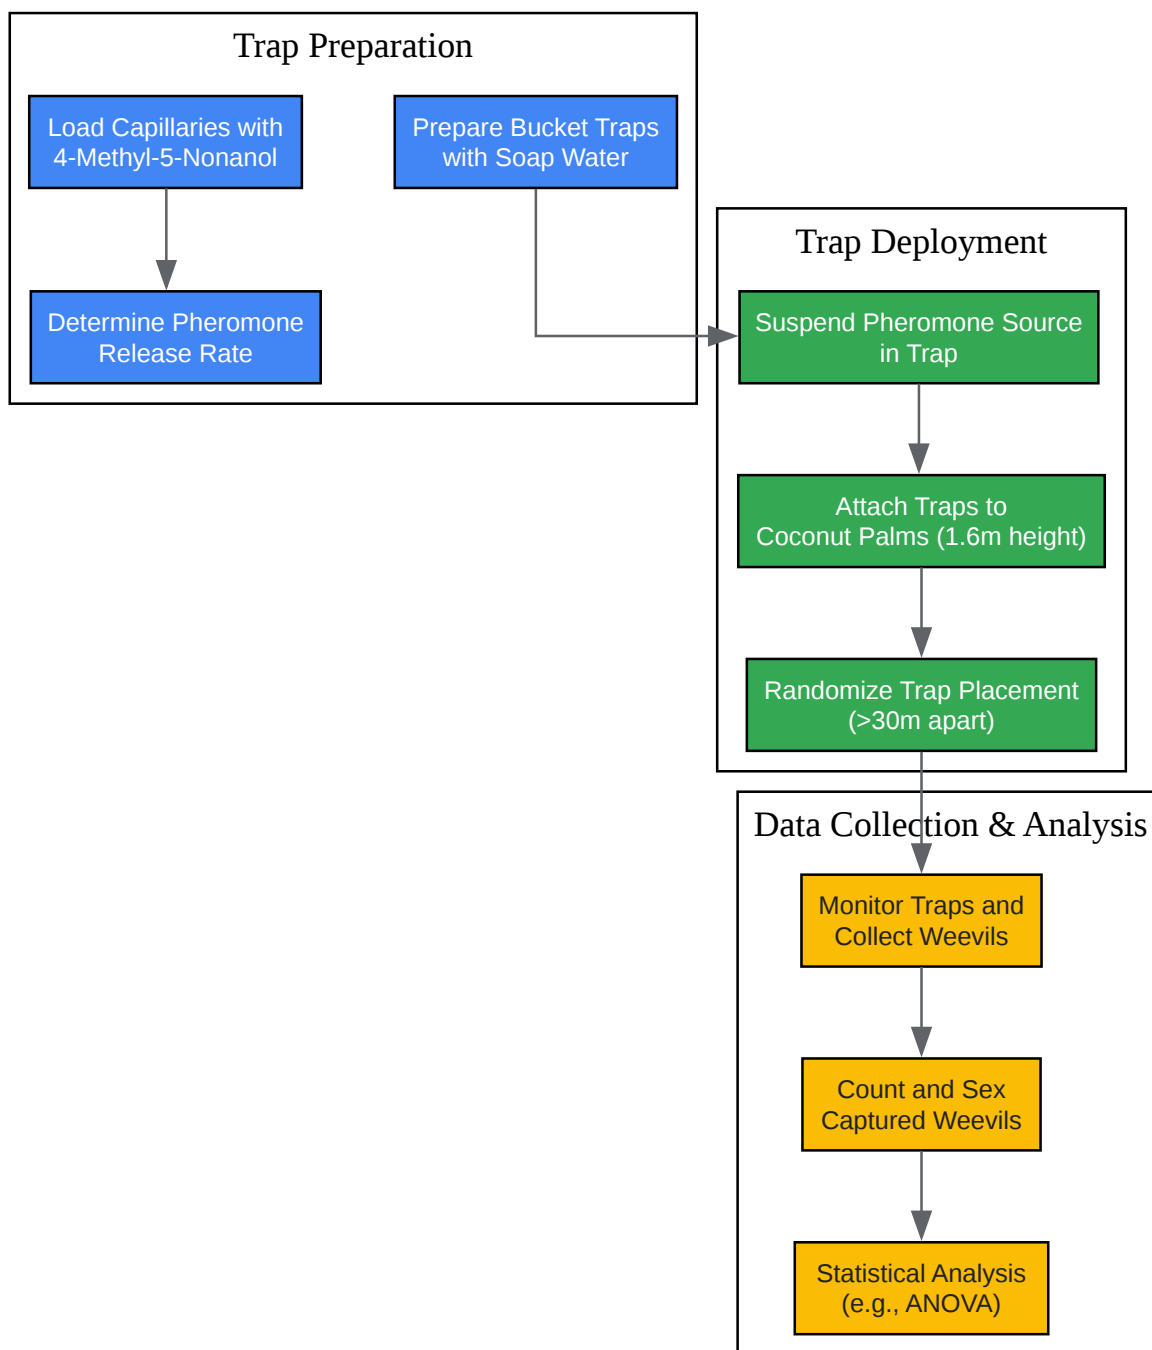 Trap Preparation
Load Capillaries with
4-Methyl-5-Nonanol
Prepare Bucket Traps
with Soap Water
Determine Pheromone
Release Rate
Trap Deployment
Suspend Pheromone Source
in Trap
Attach Traps to
Coconut Palms (1.6m height)
Randomize Trap Placement
(>30m apart)
Data Collection & Analysis
Monitor Traps and
Collect Weevils
Count and Sex
Captured Weevils
Statistical Analysis
(e.g., ANOVA)